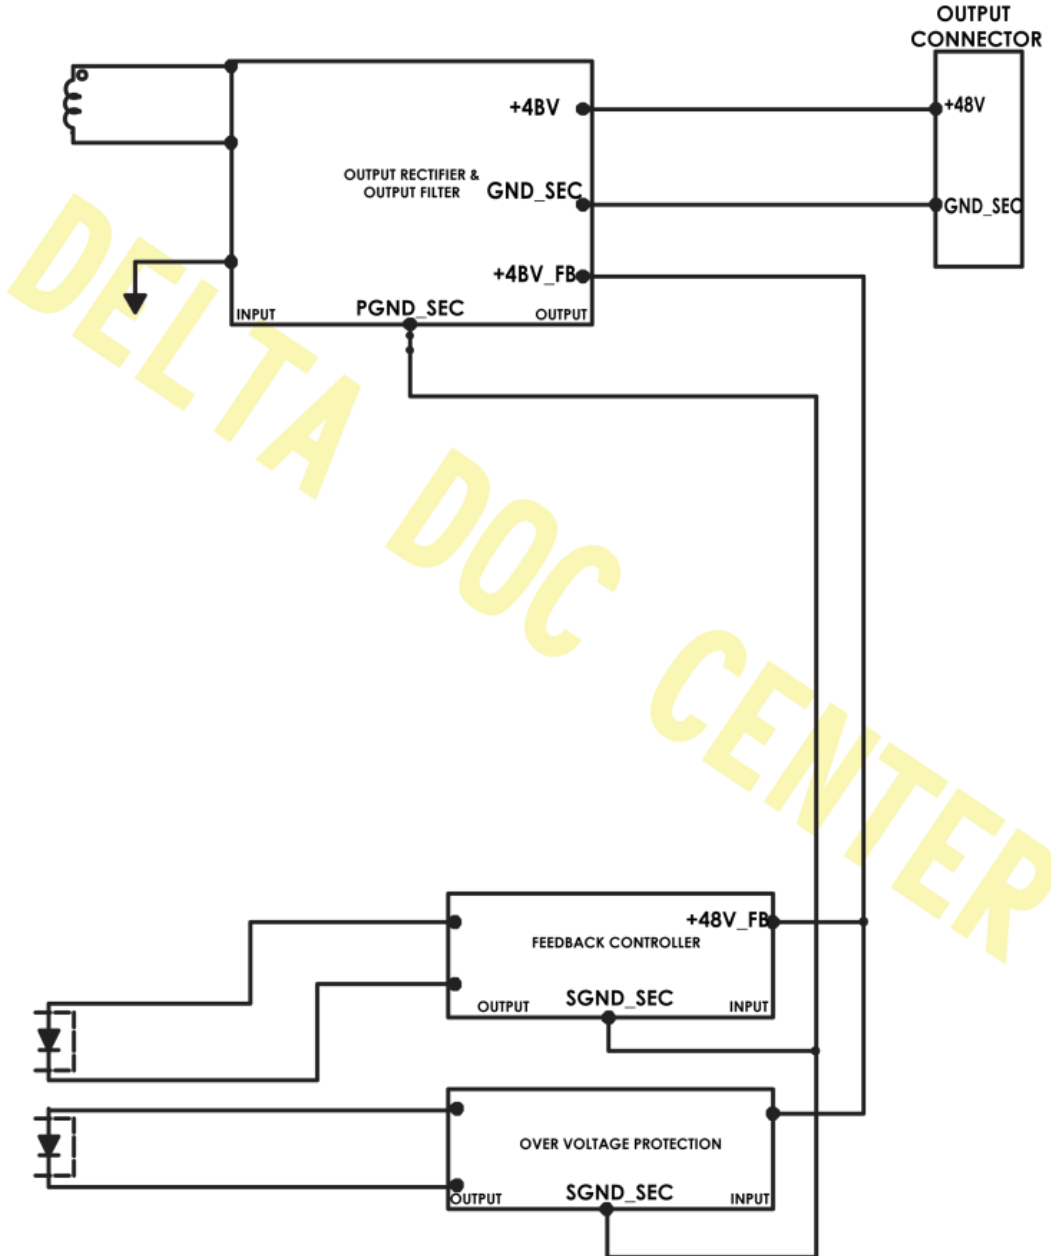 OUTPUT
CONNECTOR
+4BV
+48V
OUTPUT RECTIFIER &
OUTPUT FILTER
GND_SEC
GND_SEC
+4BV_FB
PGND_SEC
INPUT
OUTPUT
DELTA DOC CENTER
+48V_FB
FEEDBACK CONTROLLER
SGND_SEC
OUTPUT
INPUT
OVER VOLTAGE PROTECTION
SGND_SEC
OUTPUT
INPUT